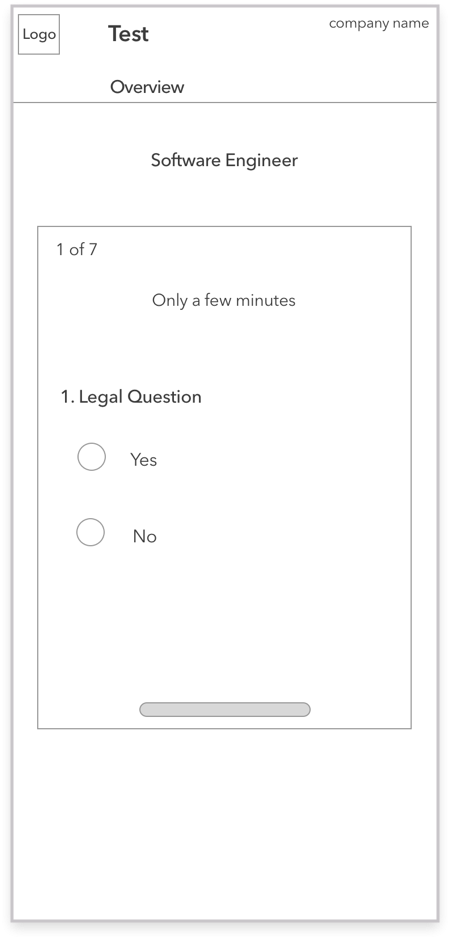 Logo
Test
company name
Overview
Software Engineer
1 of 7
Only a few minutes
1. Legal Question
Yes
No